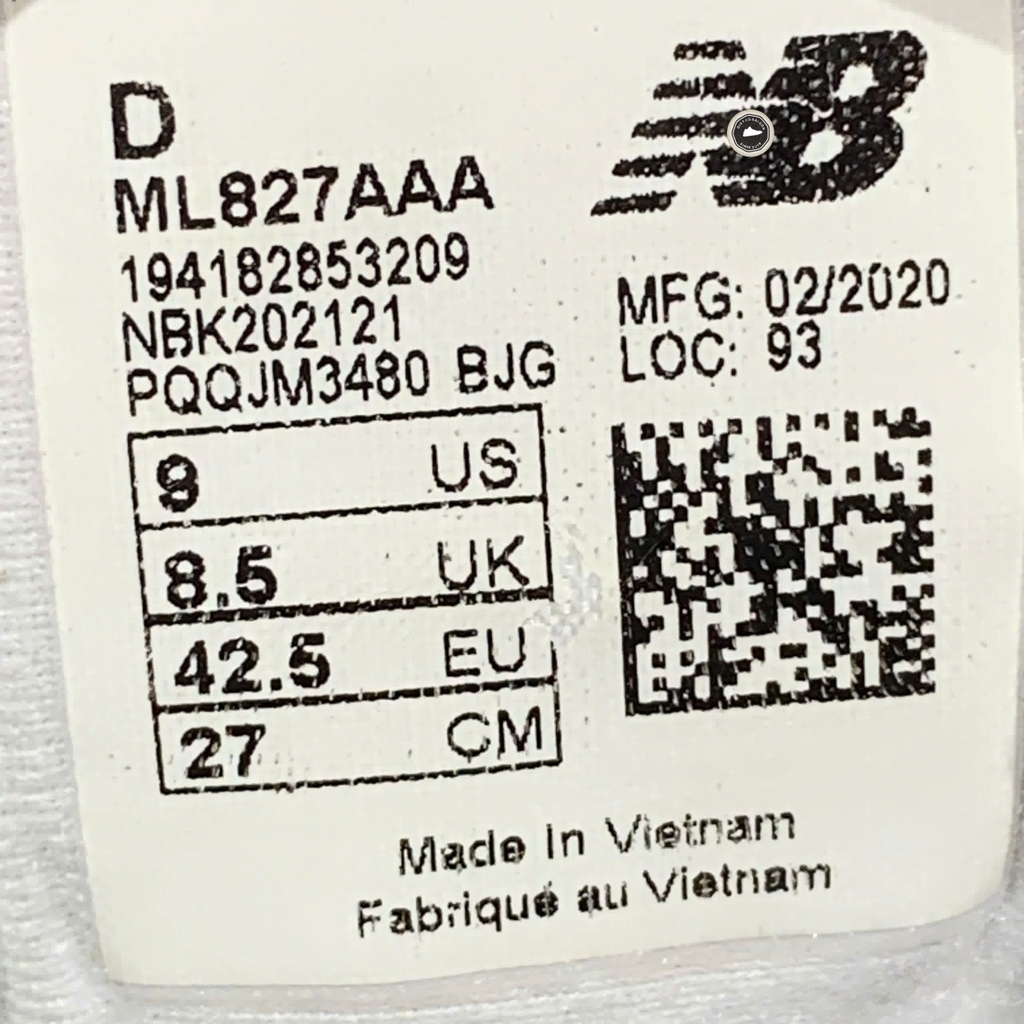 D
ML827AAA
194182853209
NBK202121
PQQJM3480 BJG
MFG: 02/2020
LOC: 93
9 US
8.5 UK
42.5 EU
27 CM
Made In Vietnam
Fabriqué au Vietnam